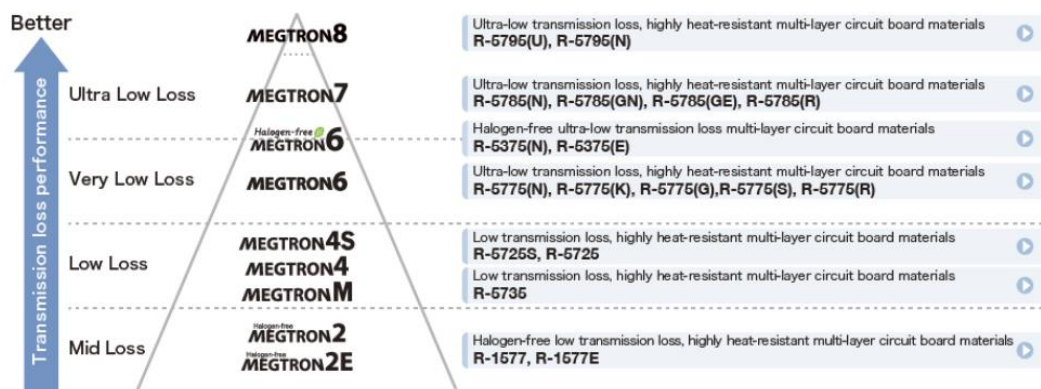 Better
Transmission loss performance
MEGTRON8
Ultra-low transmission loss, highly heat-resistant multi-layer circuit board materials
R-5795(U), R-5795(N)
Ultra Low Loss
MEGTRON7
Ultra-low transmission loss, highly heat-resistant multi-layer circuit board materials
R-5785(N), R-5785(GN), R-5785(GE), R-5785(R)
Halogen-free
MEGTRON6
Halogen-free ultra-low transmission loss multi-layer circuit board materials
R-5375(N), R-5375(E)
Very Low Loss
MEGTRON6
Ultra-low transmission loss, highly heat-resistant multi-layer circuit board materials
R-5775(N), R-5775(K), R-5775(G),R-5775(S), R-5775(R)
Low Loss
MEGTRON4S
MEGTRON4
MEGTRONM
Low transmission loss, highly heat-resistant multi-layer circuit board materials
R-5725S, R-5725
Low transmission loss, highly heat-resistant multi-layer circuit board materials
R-5735
Mid Loss
Halogen-free
MEGTRON2
Halogen-free
MEGTRON2E
Halogen-free low transmission loss, highly heat-resistant multi-layer circuit board materials
R-1577, R-1577E